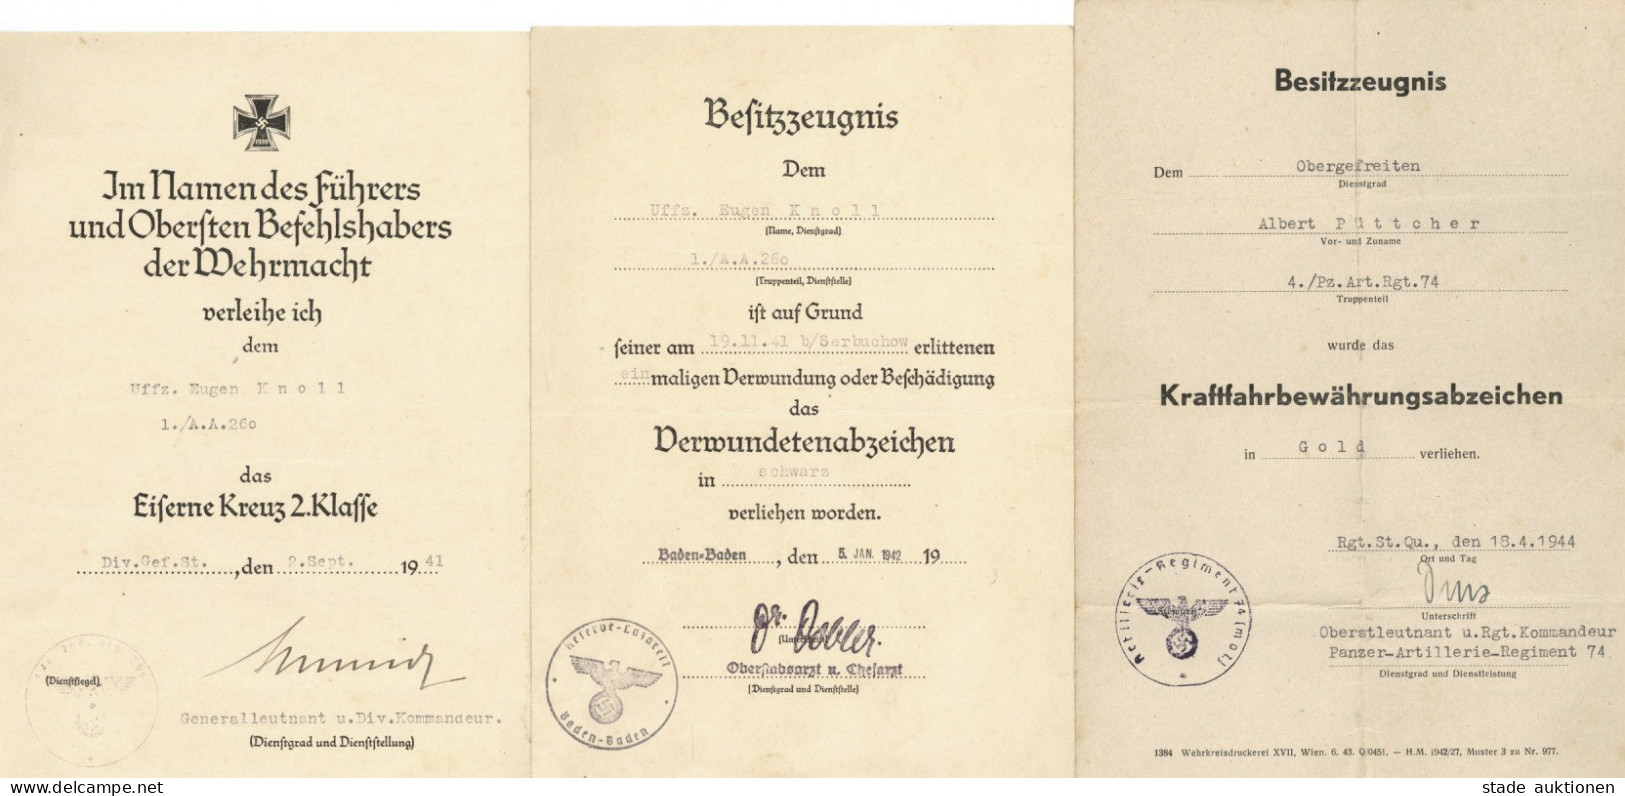 Im Namen des Führers
und Obersten Befehlshabers
der Wehrmacht
verleihe ich
dem
Uffz. Eugen Knoll
1./A.A.260
das
Eiserne Kreuz 2. Klasse
Div.Gef.St. , den 2.Sept. 19 41
(Dienstsiegel)
Generalleutnant u.Div.Kommandeur.
(Dienstgrad und Dienststellung)
Besitzzeugnis
Dem
Uffz. Eugen Knoll
(Name, Dienstgrad)
1./A.A.260
(Truppenteil, Dienststelle)
ist auf Grund
seiner am 19.11.41 b/Serbuchow erlittenen
ein maligen Verwundung oder Beschädigung
das
Verwundetenabzeichen
in schwarz
verliehen worden.
Baden-Baden , den 5. JAN. 1942 19
Oberstabsarzt u. Chefarzt
(Dienstgrad und Dienststelle)
Reserve-Lazarett
Baden-Baden
Besitzzeugnis
Dem Obergefreiten
Dienstgrad
Albert Püttcher
Vor- und Zuname
4./Pz.Art.Rgt.74
Truppenteil
wurde das
Kraftfahrbewährungsabzeichen
in Gold verliehen.
Rgt.St.Qu., den 18.4.1944
Ort und Tag
Unterschrift
Oberstleutnant u.Rgt.Kommandeur
Panzer-Artillerie-Regiment 74
Dienstgrad und Dienstleistung
Artillerie-Regiment 74 (mot)
1384 Wehrkreisdruckerei XVII, Wien. 6. 43. Q/0451. — H.M. 1942/27, Muster 3 zu Nr. 977.
stade auktionen